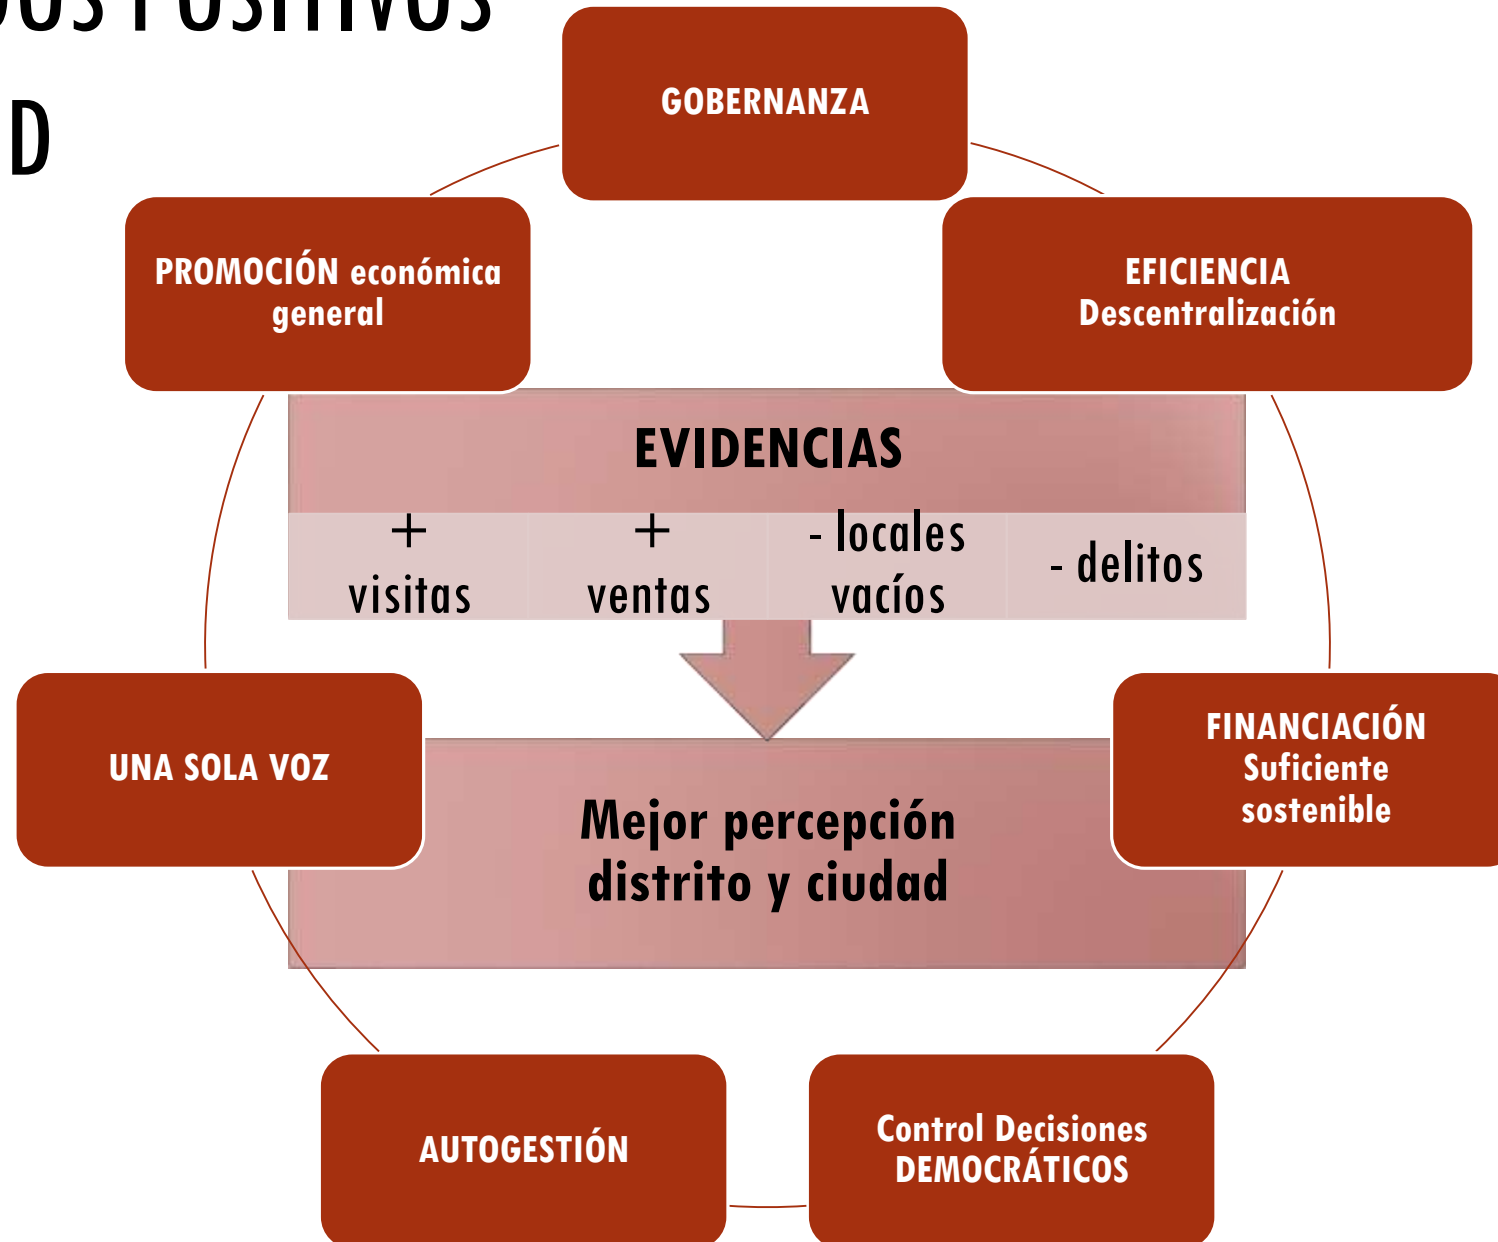 POSITIVOS
D
GOBERNANZA
PROMOCIÓN económica
general
EFICIENCIA
Descentralización
EVIDENCIAS
+
visitas
+
ventas
- locales
vacíos
- delitos
UNA SOLA VOZ
FINANCIACIÓN
Suficiente
sostenible
Mejor percepción
distrito y ciudad
AUTOGESTIÓN
Control Decisiones
DEMOCRÁTICOS